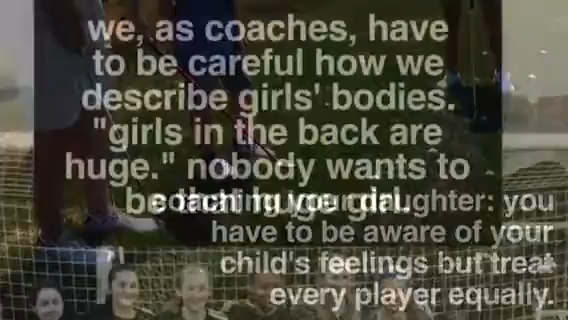 we, as coaches, have
to be careful how we
describe girls' bodies.
"girls in the back are
huge." nobody wants to
be that huge girl.
coaching your daughter: you
have to be aware of your
child's feelings but treat
every player equally.